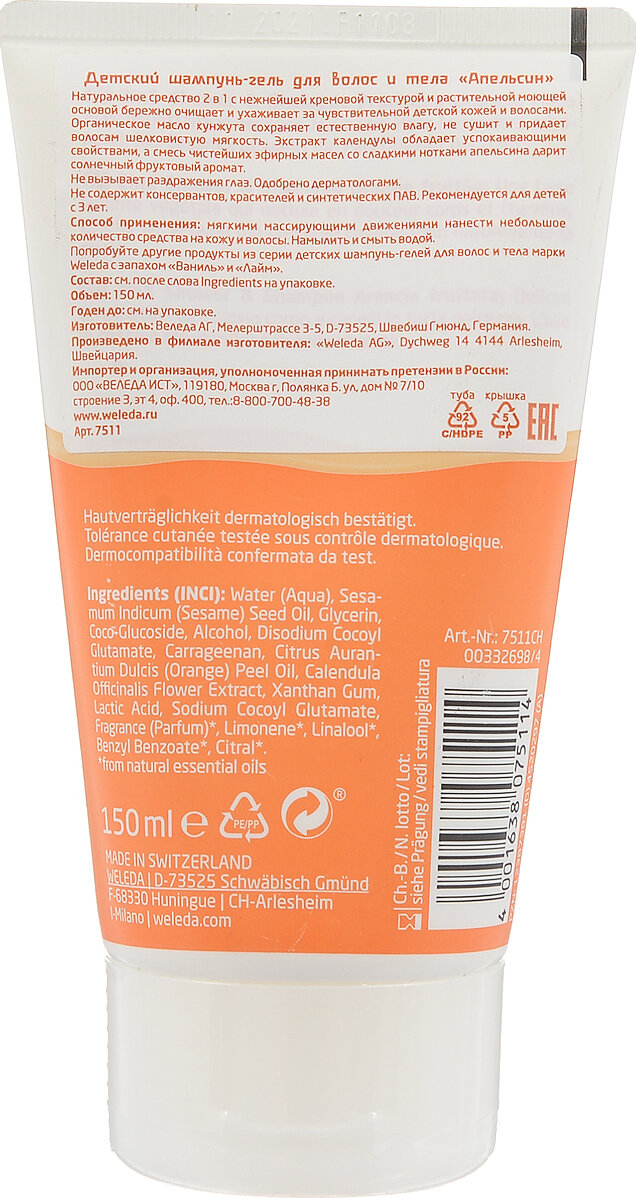 202 F1103
Детский шампунь-гель для волос и тела «Апельсин»
Натуральное средство 2 в 1 с нежнейшей кремовой текстурой и растительной моющей
основой бережно очищает и ухаживает за чувствительной детской кожей и волосами.
Органическое масло кунжута сохраняет естественную влагу, не сушит и придает
волосам шелковистую мягкость. Экстракт календулы обладает успокаивающими
свойствами, а смесь чистейших эфирных масел со сладкими нотками апельсина дарит
солнечный фруктовый аромат.
Не вызывает раздражения глаз. Одобрено дерматологами.
Не содержит консервантов, красителей и синтетических ПАВ. Рекомендуется для детей
с 3 лет.
Способ применения: мягкими массирующими движениями нанести небольшое
количество средства на кожу и волосы. Намылить и смыть водой.
Попробуйте другие продукты из серии детских шампунь-гелей для волос и тела марки
Weleda с запахом «Ваниль» и «Лайм».
Состав: см. после слова Ingredients на упаковке.
Объем: 150 мл.
Годен до: см. на упаковке.
Изготовитель: Веледа АГ, Мелерштрассе 3-5, D-73525, Швебиш Гмюнд, Германия.
Произведено в филиале изготовителя: «Weleda AG», Dychweg 14 4144 Arlesheim,
Швейцария.
Импортер и организация, уполномоченная принимать претензии в России:
ООО «ВЕЛЕДА ИСТ», 119180, Москва г, Полянка Б. ул, дом № 7/10
строение 3, эт 4, оф. 400, тел.:8-800-700-48-38
www.weleda.ru
Арт. 7511
туба крышка
92 5
C/HDPE PP EAC
Hautverträglichkeit dermatologisch bestätigt.
Tolérance cutanée testée sous contrôle dermatologique.
Dermocompatibilità confermata da test.
Ingredients (INCI): Water (Aqua), Sesa-
mum Indicum (Sesame) Seed Oil, Glycerin,
Coco-Glucoside, Alcohol, Disodium Cocoyl
Glutamate, Carrageenan, Citrus Auran-
tium Dulcis (Orange) Peel Oil, Calendula
Officinalis Flower Extract, Xanthan Gum,
Lactic Acid, Sodium Cocoyl Glutamate,
Fragrance (Parfum)*, Limonene*, Linalool*,
Benzyl Benzoate*, Citral*.
*from natural essential oils
150 ml ℮ PE/PP ®
MADE IN SWITZERLAND
WELEDA | D-73525 Schwäbisch Gmünd
F-68330 Huningue | CH-Arlesheim
I-Milano | weleda.com
Art.-Nr.: 7511CH
00332698/4
Ch.-B./N. lotto/Lot:
siehe Prägung/vedi stampigliatura
4 001638 075114